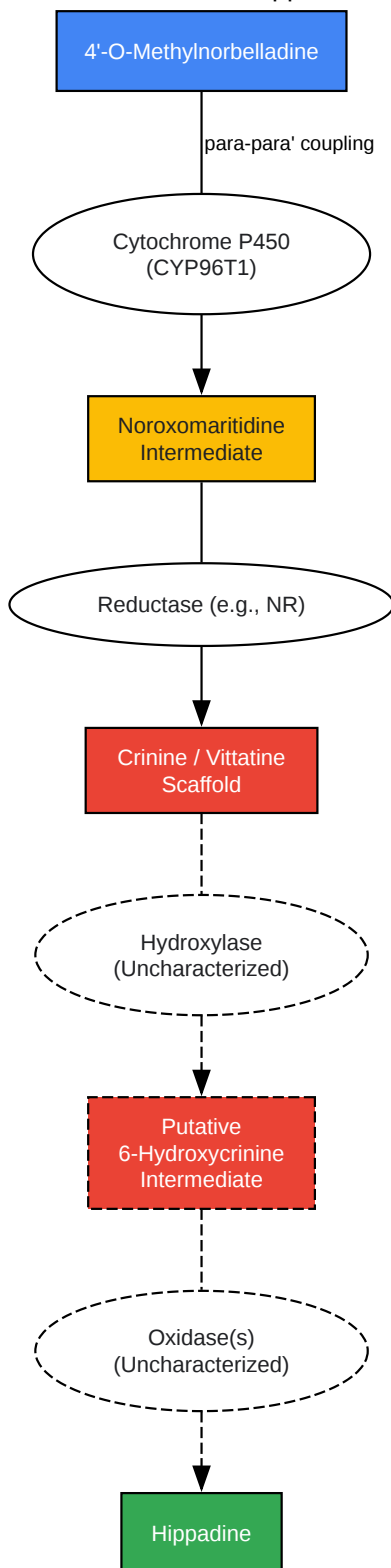 4'-O-Methylnorbelladine
para-para' coupling
Cytochrome P450
(CYP96T1)
Noroxomaritidine
Intermediate
Reductase (e.g., NR)
Crinine / Vittatine
Scaffold
Hydroxylase
(Uncharacterized)
Putative
6-Hydroxycrinine
Intermediate
Oxidase(s)
(Uncharacterized)
Hippadine